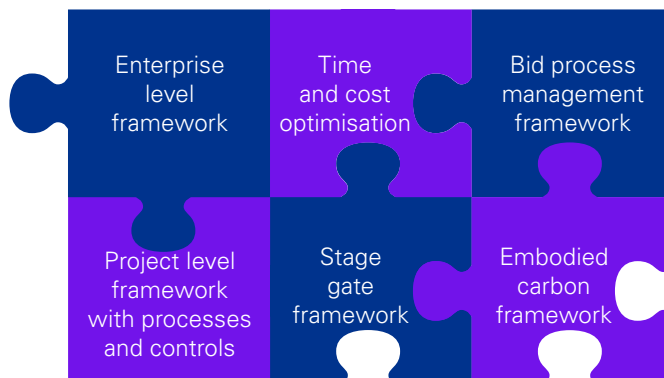 Enterprise
level
framework
Time
and cost
optimisation
Bid process
management
framework
Project level
framework
with processes
and controls
Stage
gate
framework
Embodied
carbon
framework